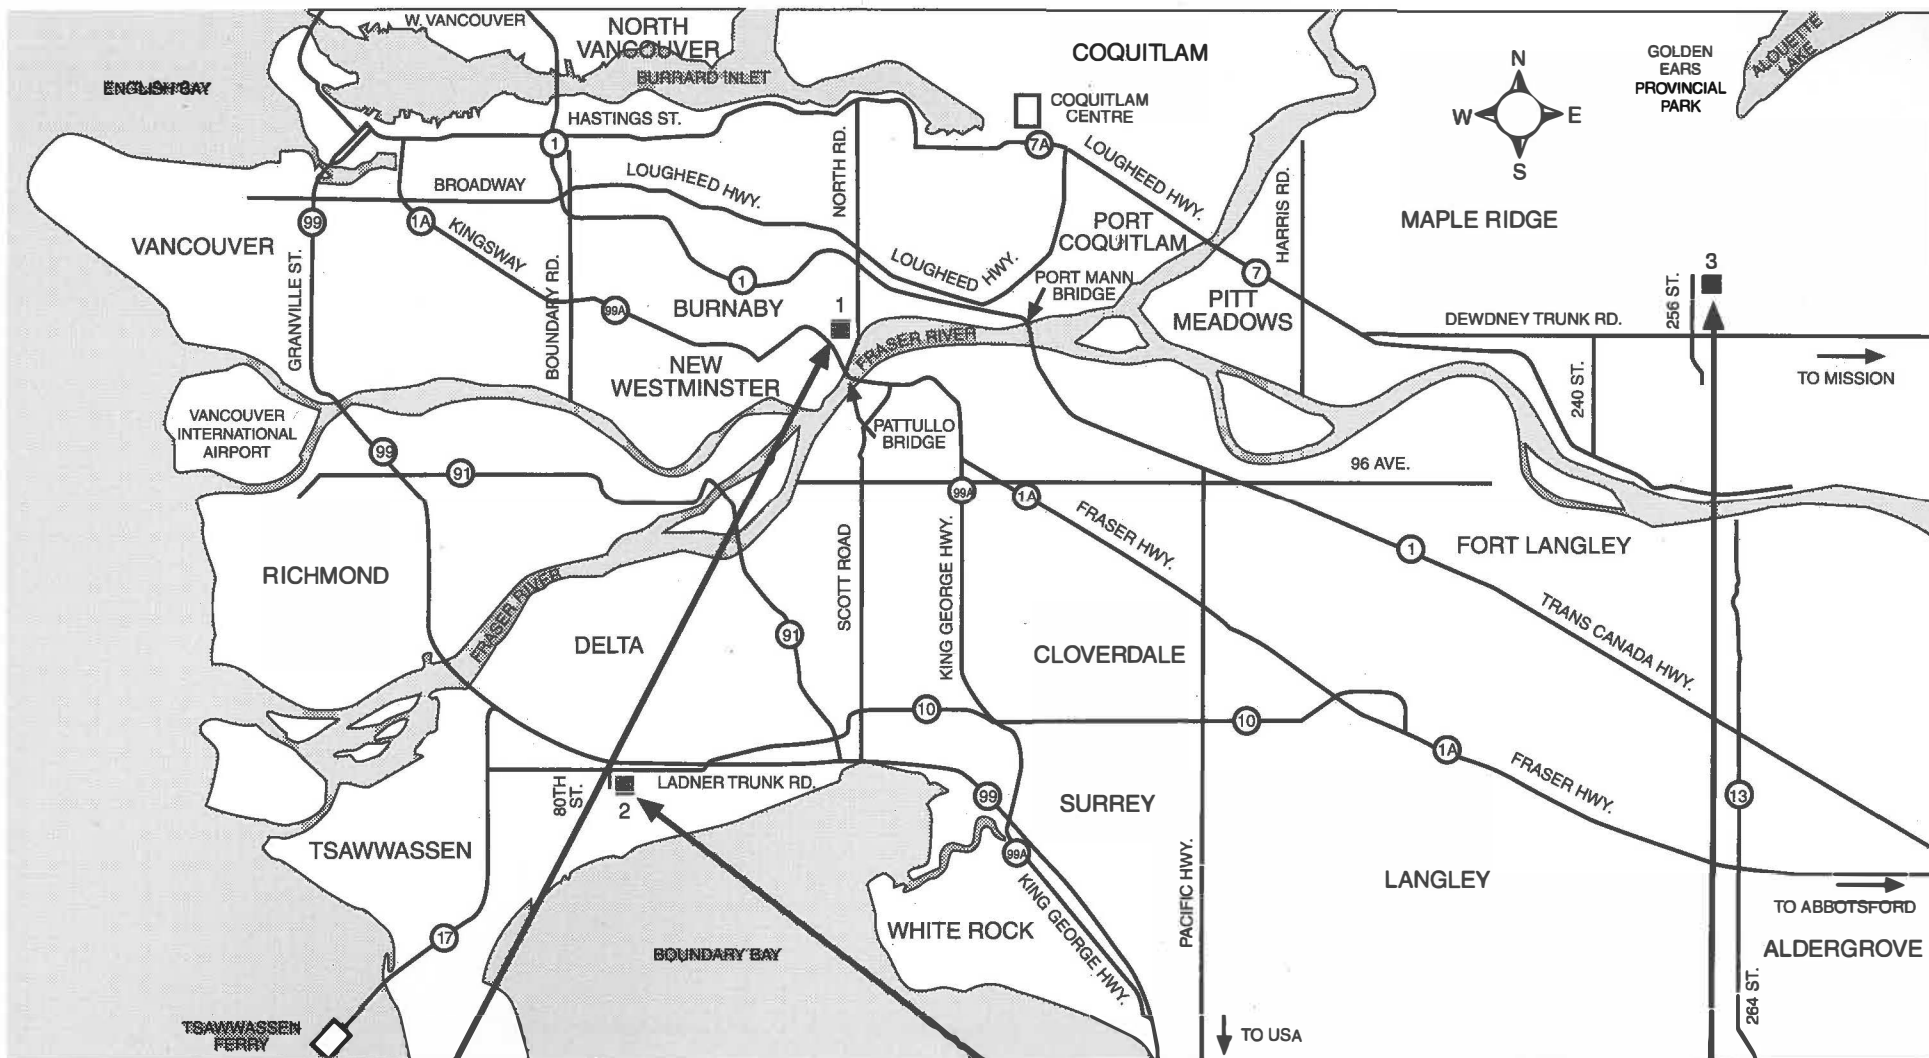 W. VANCOUVER
NORTH
VANCOUVER
BURRARD INLET
ENGLISH BAY
COQUITLAM
GOLDEN
EARS
PROVINCIAL
PARK
ALOUETTE
LAKE
N
W
E
S
COQUITLAM
CENTRE
HASTINGS ST.
1
7A
LOUGHEED HWY.
NORTH RD.
BROADWAY
LOUGHEED HWY.
HARRIS RD.
MAPLE RIDGE
99
1A
KINGSWAY
VANCOUVER
PORT
COQUITLAM
GRANVILLE ST.
BOUNDARY RD.
1
LOUGHEED HWY.
PORT MANN
BRIDGE
7
3
256 ST.
99A
BURNABY
1
PITT
MEADOWS
DEWDNEY TRUNK RD.
FRASER RIVER
NEW
WESTMINSTER
TO MISSION
240 ST.
VANCOUVER
INTERNATIONAL
AIRPORT
PATTULLO
BRIDGE
99
91
96 AVE.
99A
1A
FRASER HWY.
1
FORT LANGLEY
RICHMOND
SCOTT ROAD
KING GEORGE HWY.
FRASER RIVER
DELTA
91
CLOVERDALE
TRANS CANADA HWY.
10
10
1A
FRASER HWY.
80TH
ST.
LADNER TRUNK RD.
2
99
SURREY
13
TSAWWASSEN
99A
KING GEORGE HWY.
PACIFIC HWY.
LANGLEY
TO ABBOTSFORD
WHITE ROCK
17
BOUNDARY BAY
ALDERGROVE
264 ST.
TSAWWASSEN
FERRY
TO USA